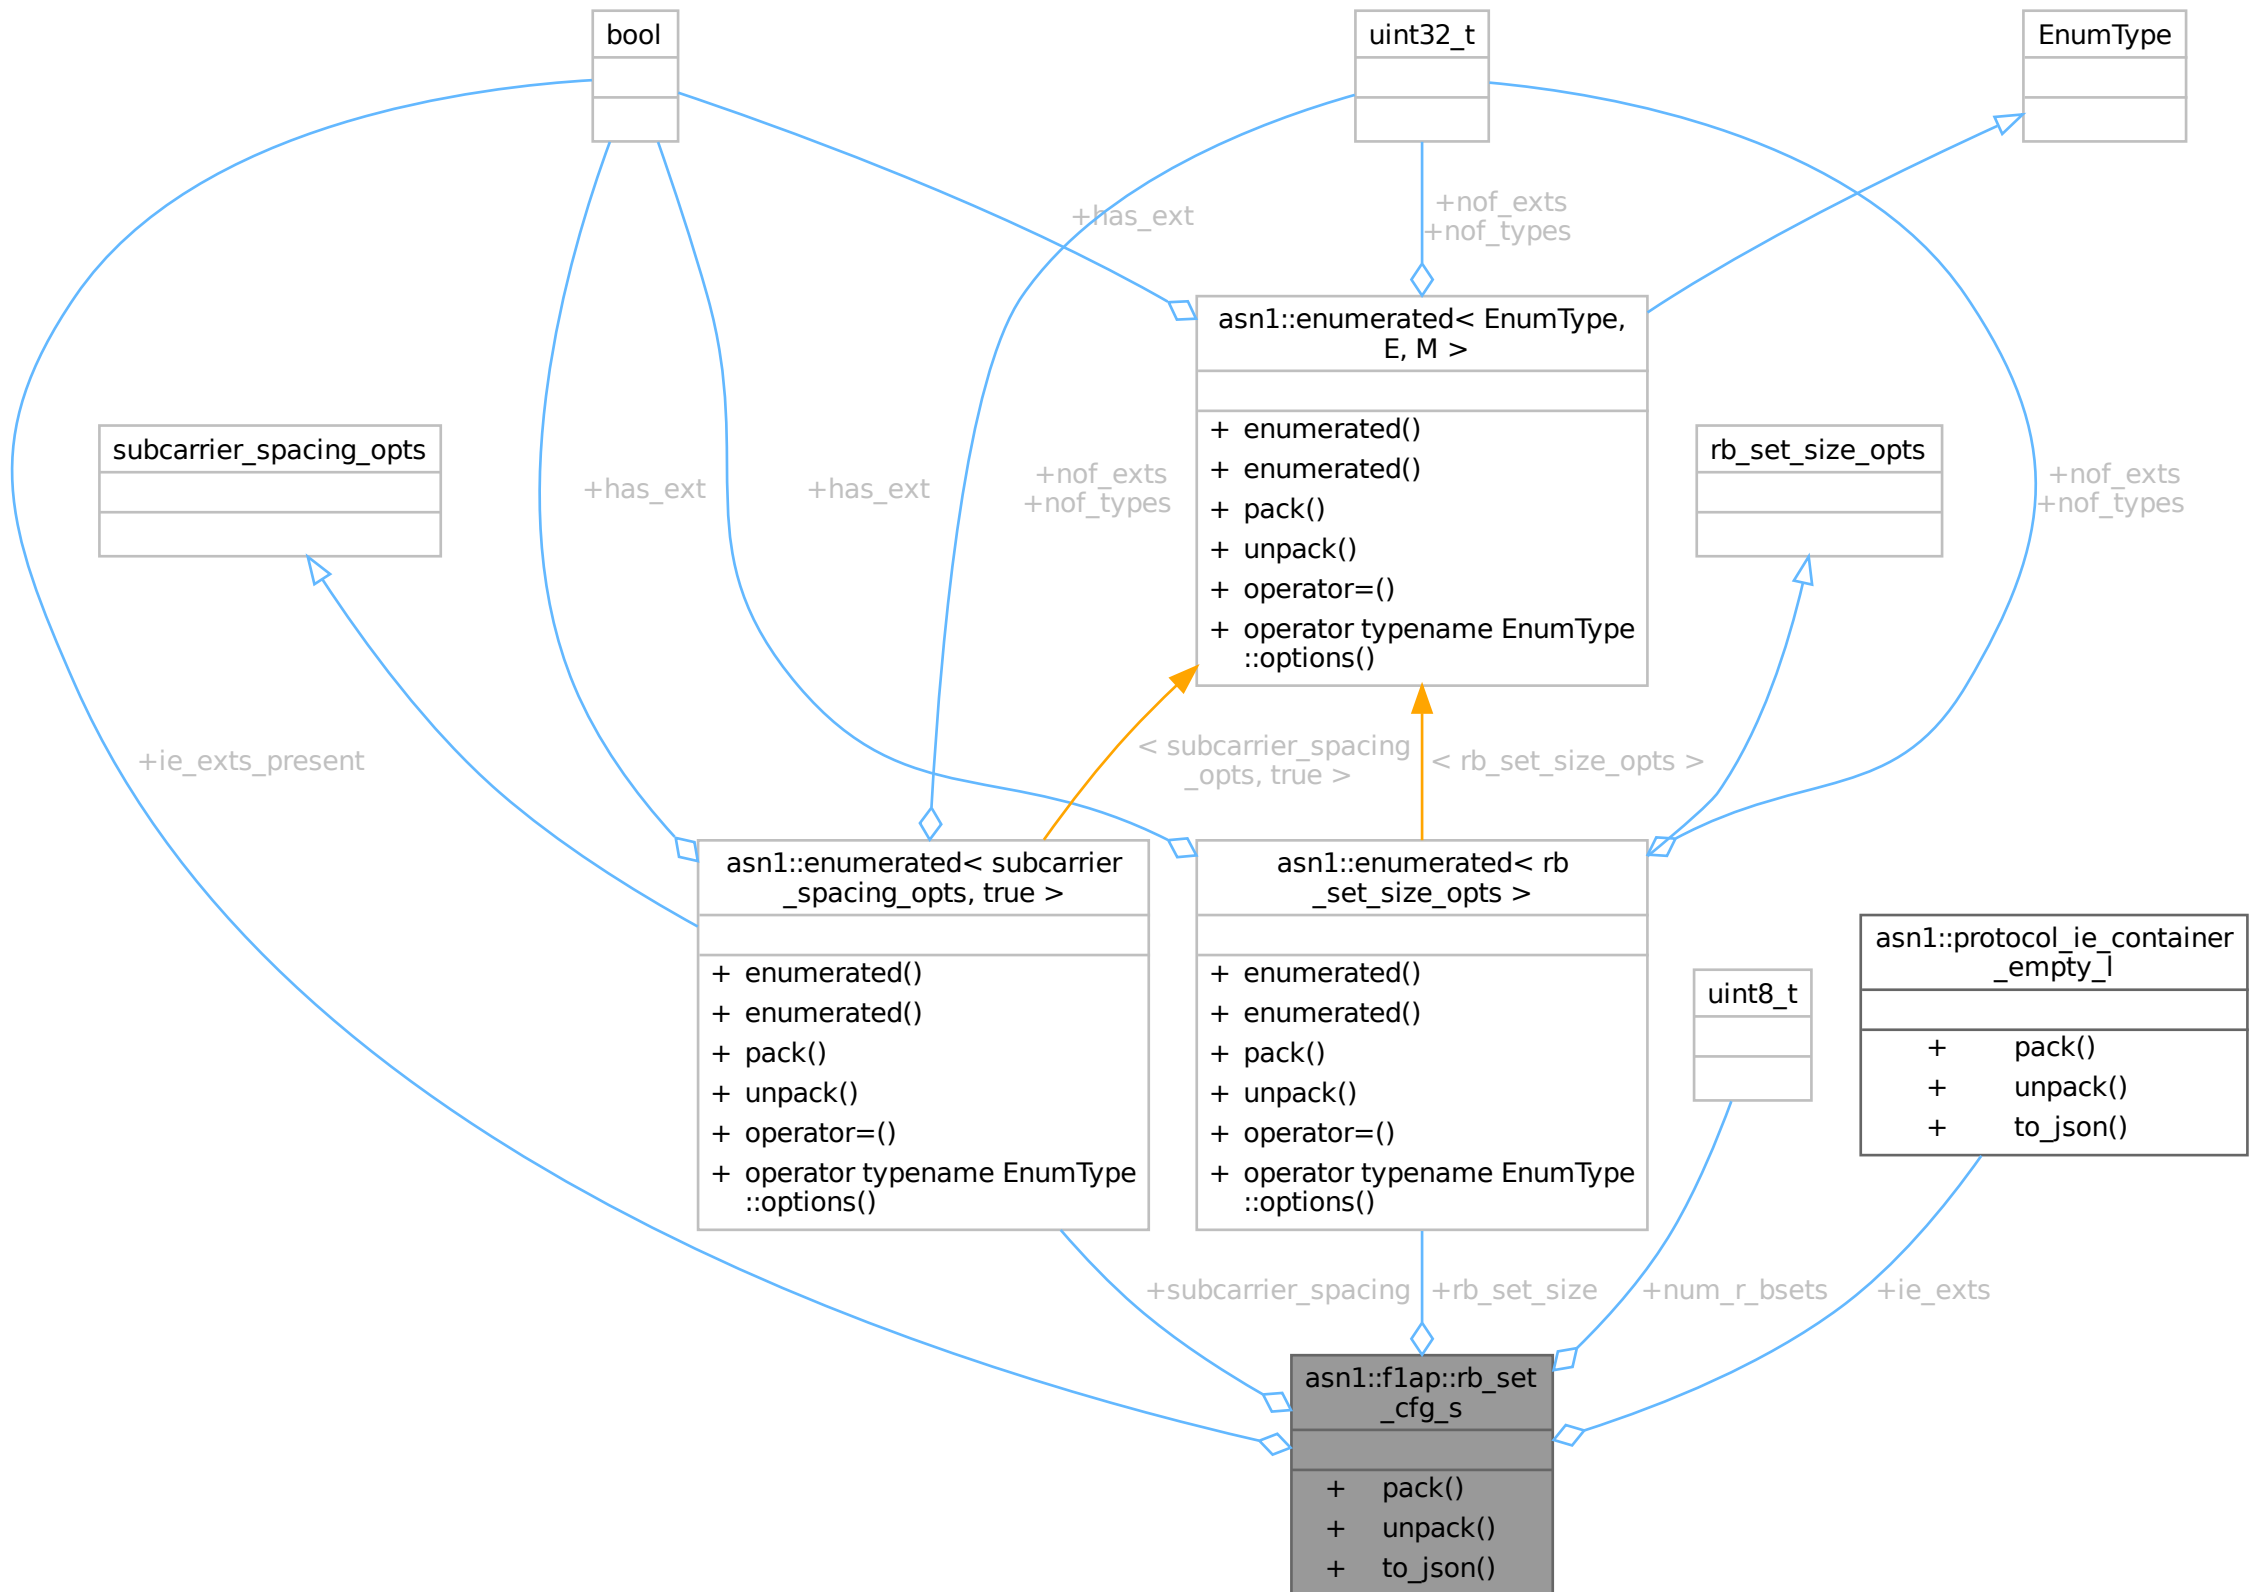 bool
uint32_t
EnumType
+has_ext
+nof_exts
+nof_types
asn1::enumerated< EnumType,
E, M >
+ enumerated()
+ enumerated()
+ pack()
+ unpack()
+ operator=()
+ operator typename EnumType
::options()
subcarrier_spacing_opts
rb_set_size_opts
+has_ext
+has_ext
+nof_exts
+nof_types
+nof_exts
+nof_types
+ie_exts_present
< subcarrier_spacing
_opts, true >
< rb_set_size_opts >
asn1::enumerated< subcarrier
_spacing_opts, true >
+ enumerated()
+ enumerated()
+ pack()
+ unpack()
+ operator=()
+ operator typename EnumType
::options()
asn1::enumerated< rb
_set_size_opts >
+ enumerated()
+ enumerated()
+ pack()
+ unpack()
+ operator=()
+ operator typename EnumType
::options()
uint8_t
asn1::protocol_ie_container
_empty_l
+ pack()
+ unpack()
+ to_json()
+subcarrier_spacing
+rb_set_size
+num_r_bsets
+ie_exts
asn1::f1ap::rb_set
_cfg_s
+ pack()
+ unpack()
+ to_json()